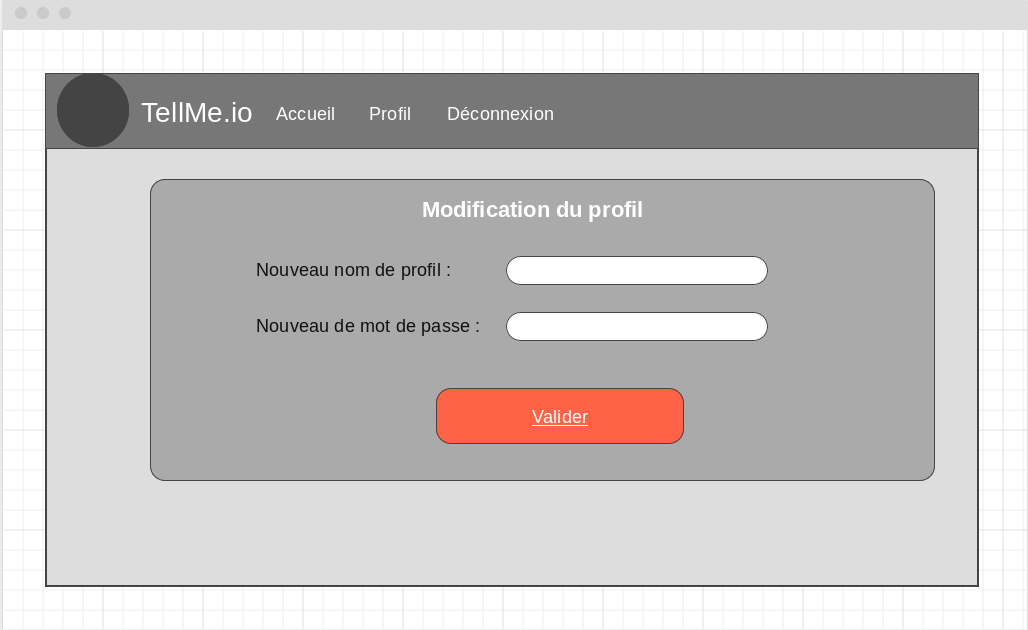 TellMe.io Accueil Profil Déconnexion
Modification du profil
Nouveau nom de profil :
Nouveau de mot de passe :
Valider